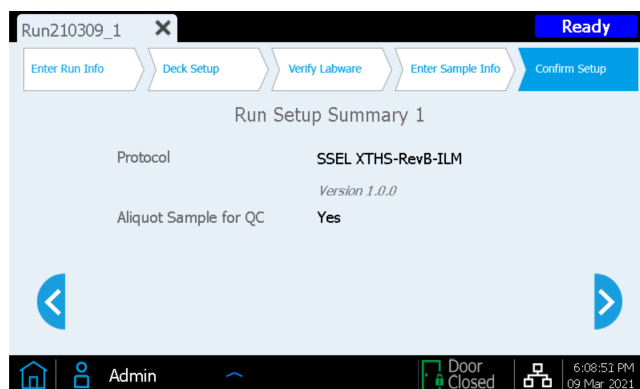 Run210309_1
Ready
Enter Run Info
Deck Setup
Verify Labware
Enter Sample Info
Confirm Setup
Run Setup Summary 1
Protocol SSEL XTHS-RevB-ILM
Version 1.0.0
Aliquot Sample for QC Yes
Admin
Door
Closed
6:08:51 PM
09 Mar 2021